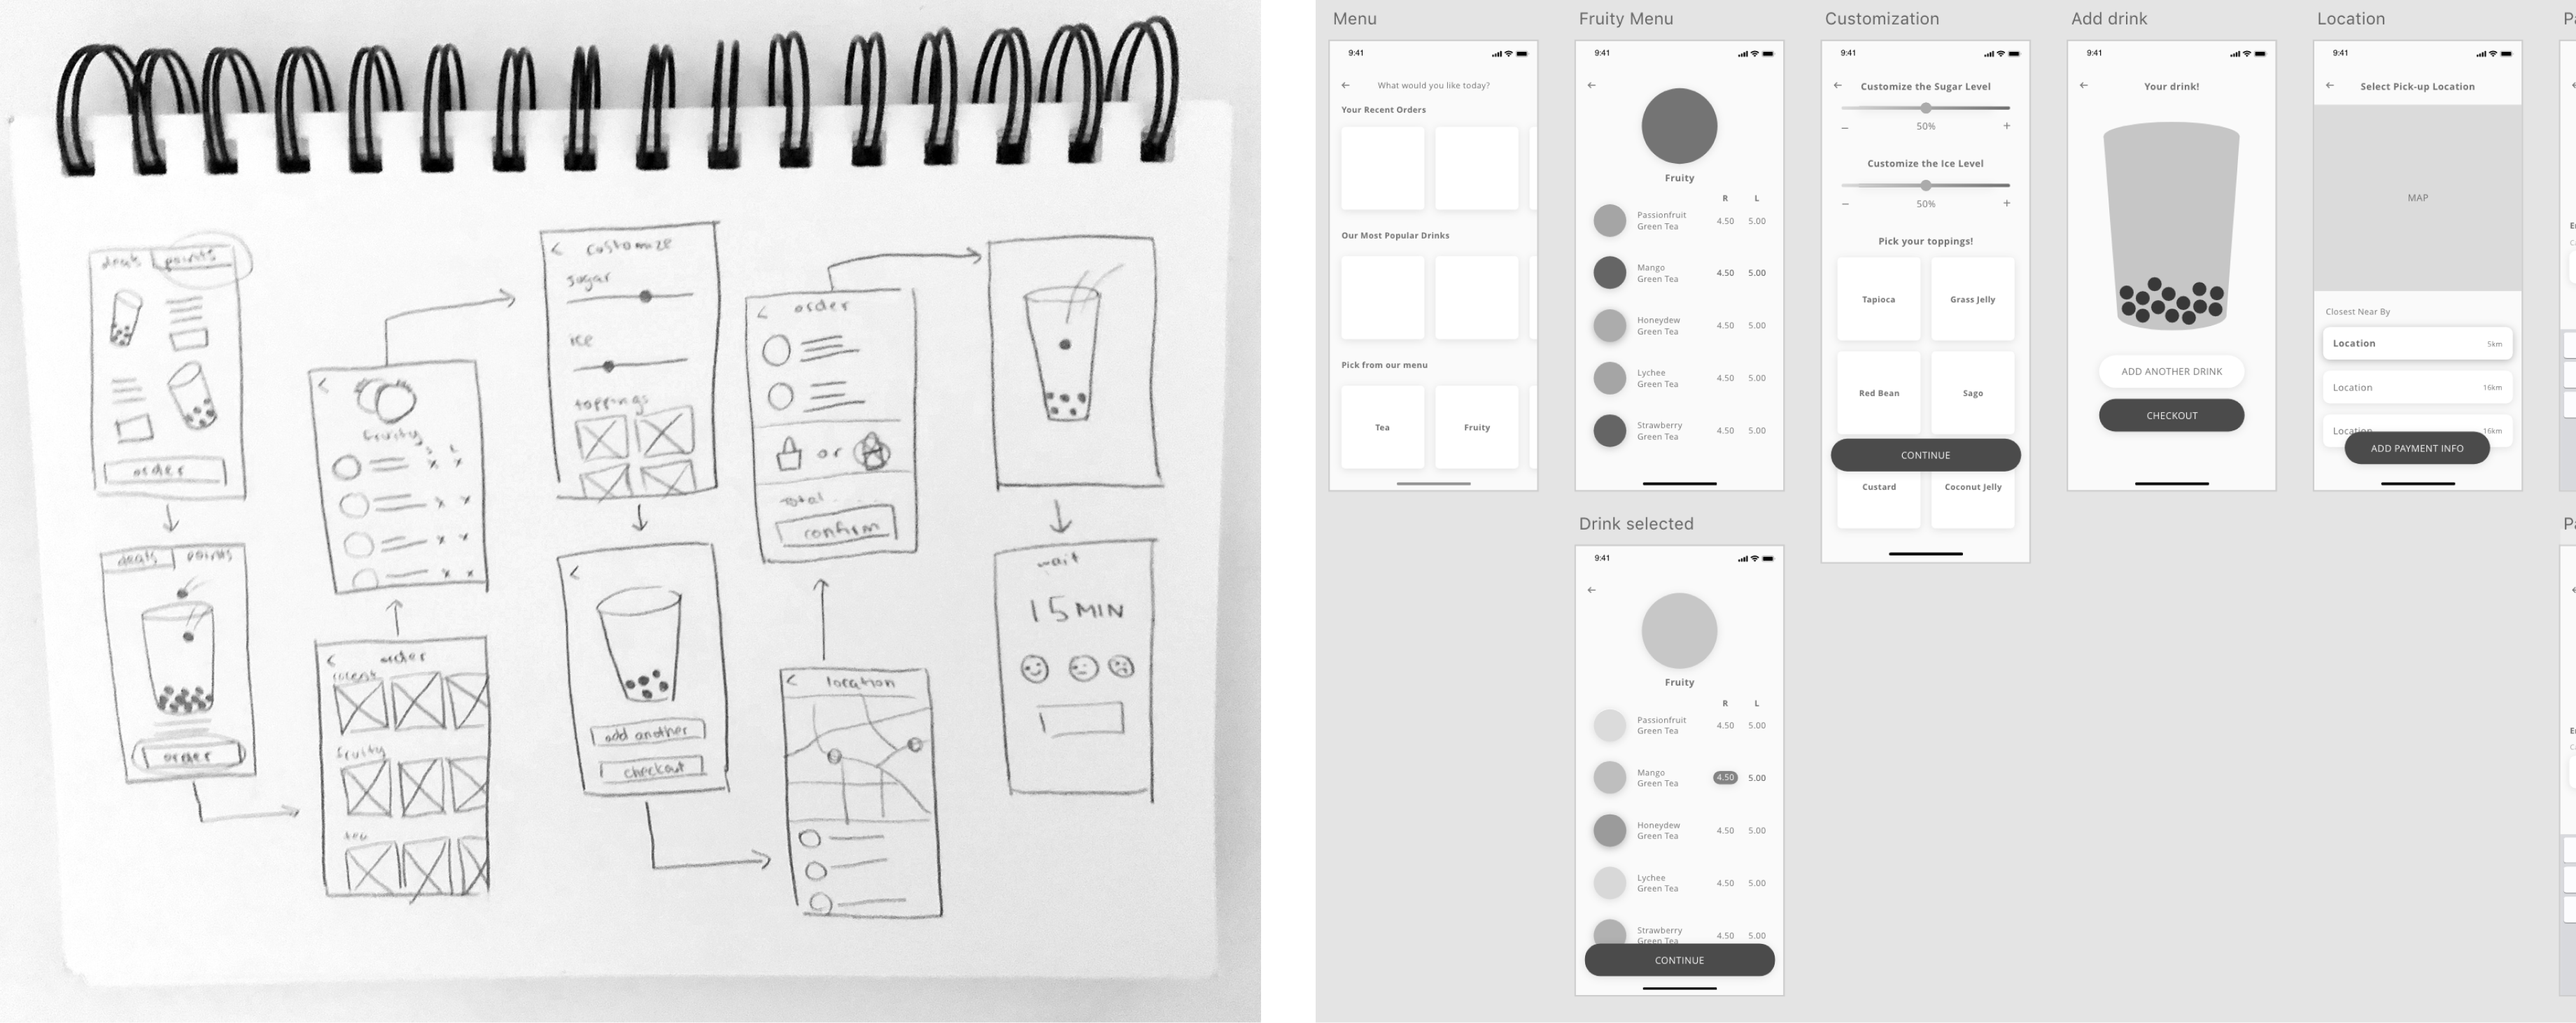 deals points
order
deals points
order
< order
recent
fruity
tea
<
fruity
< customize
sugar
ice
toppings
<
add another
checkout
< location
< order
or
Total
confirm
wait
15 MIN
Menu
9:41
← What would you like today?
Your Recent Orders
Our Most Popular Drinks
Pick from our menu
Tea Fruity
Fruity Menu
9:41
←
Fruity
R L
Passionfruit
Green Tea 4.50 5.00
Mango
Green Tea 4.50 5.00
Honeydew
Green Tea 4.50 5.00
Lychee
Green Tea 4.50 5.00
Strawberry
Green Tea 4.50 5.00
Drink selected
9:41
←
Fruity
R L
Passionfruit
Green Tea 4.50 5.00
Mango
Green Tea 4.50 5.00
Honeydew
Green Tea 4.50 5.00
Lychee
Green Tea 4.50 5.00
Strawberry
Green Tea 4.50 5.00
CONTINUE
Customization
9:41
← Customize the Sugar Level
– 50% +
Customize the Ice Level
– 50% +
Pick your toppings!
Tapioca Grass Jelly
Red Bean Sago
CONTINUE
Custard Coconut Jelly
Add drink
9:41
← Your drink!
ADD ANOTHER DRINK
CHECKOUT
Location
9:41
← Select Pick-up Location
MAP
Closest Near By
Location 5km
Location 16km
Location 16km
ADD PAYMENT INFO